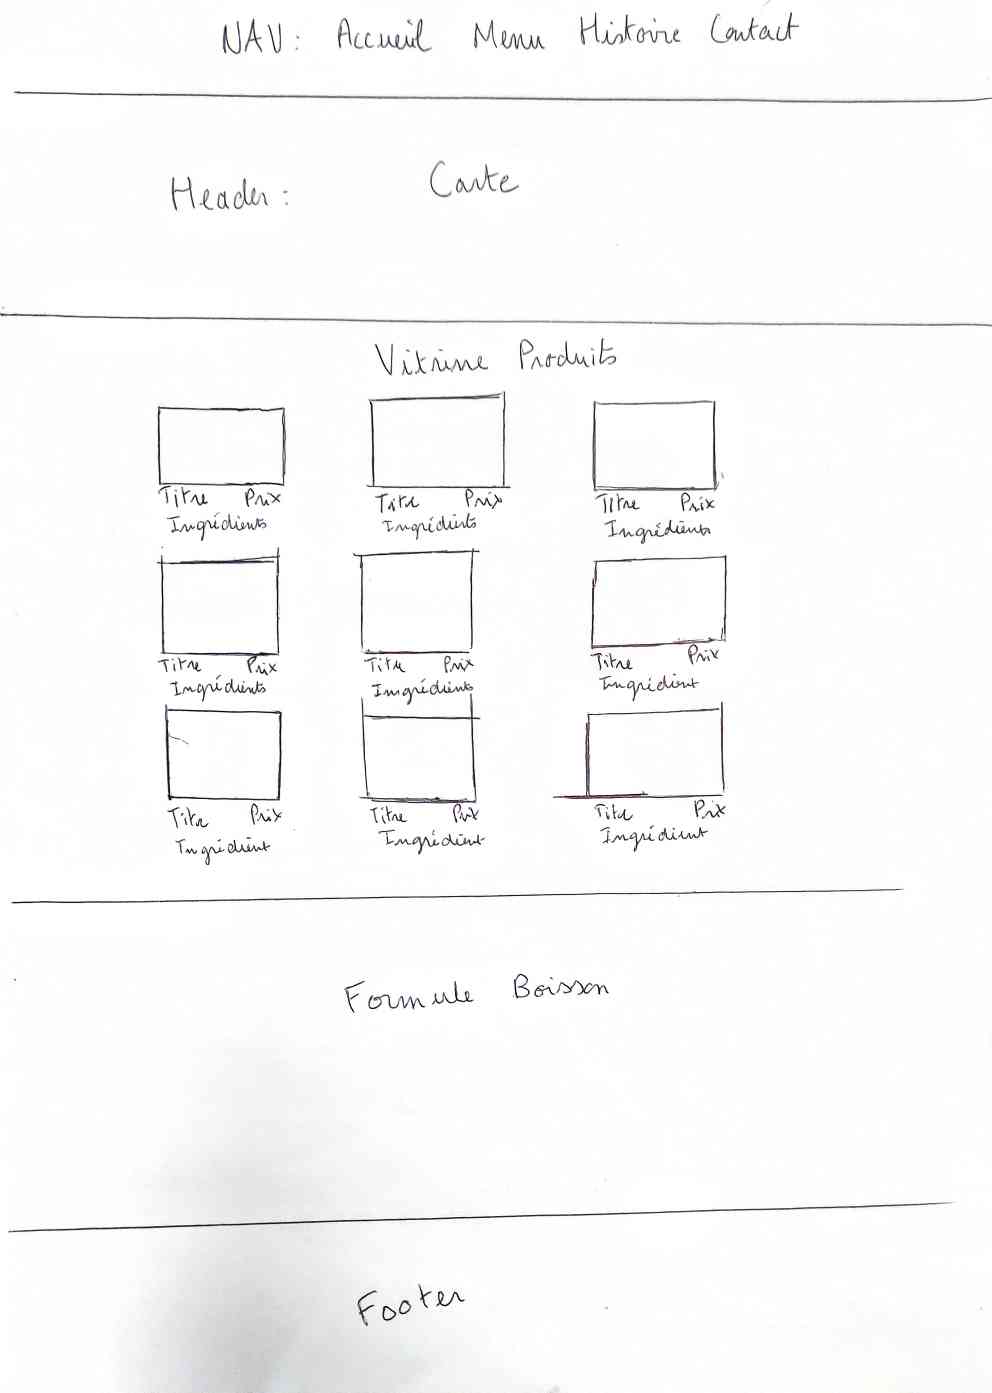 NAV: Accueil Menu Histoire Contact
Header: Carte
Vitrine Produits
Titre Prix Titre Prix Titre Prix
Ingrédients Ingrédients Ingrédients
Titre Prix Titre Prix Titre Prix
Ingrédients Ingrédients Ingrédient
Titre Prix Titre Prix Titre Prix
Ingrédient Ingrédient Ingrédient
Formule Boisson
Footer